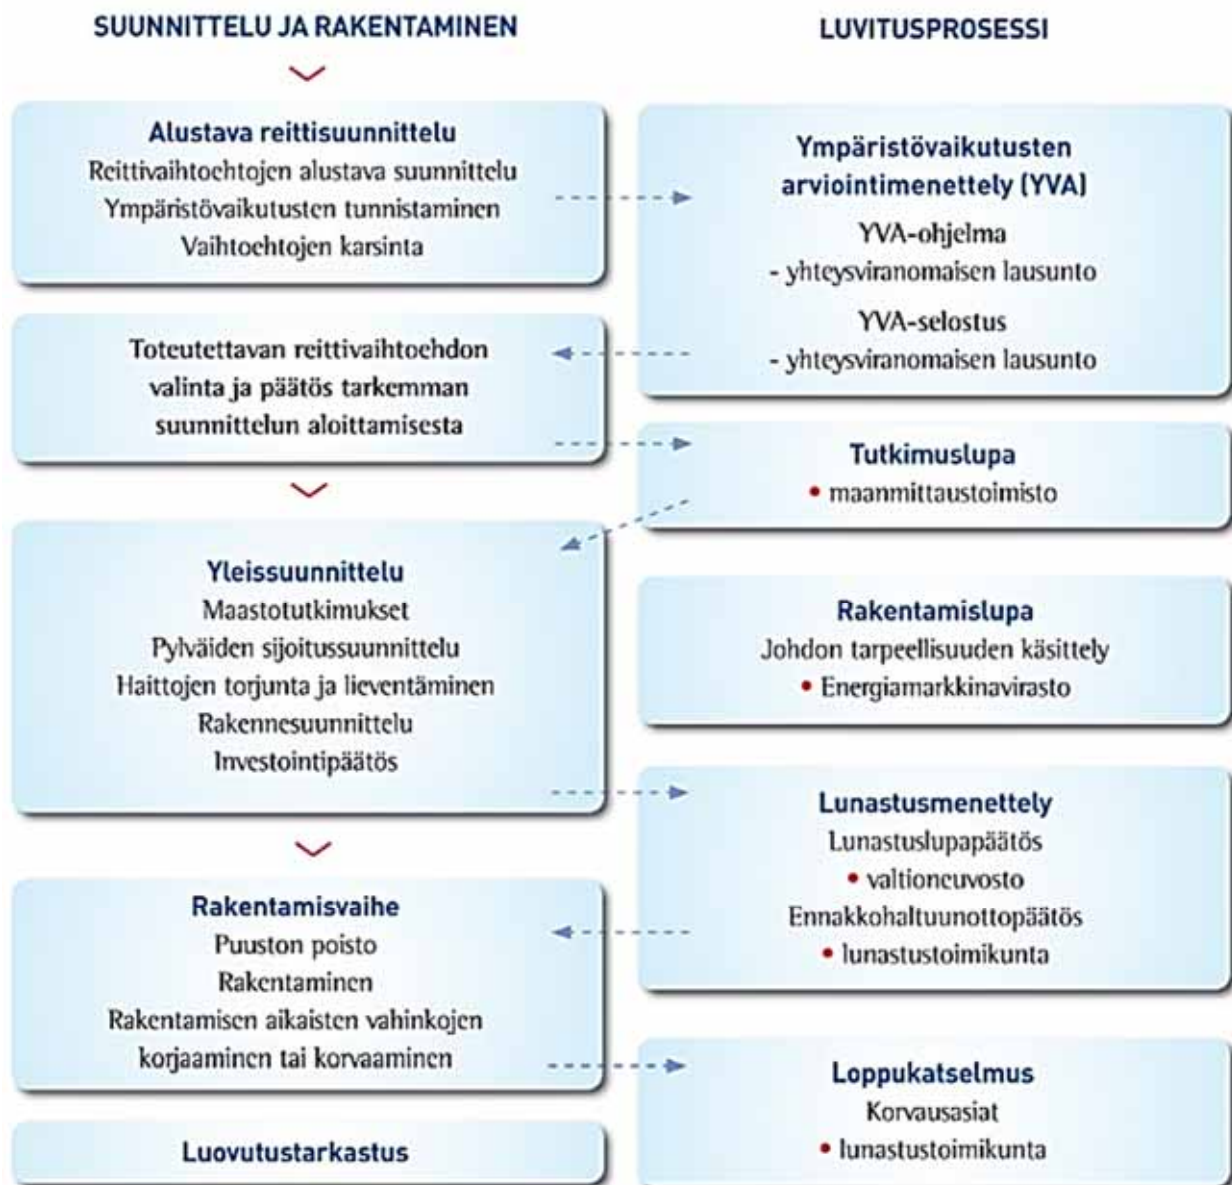 SUUNNITTELU JA RAKENTAMINEN
Alustava reittisuunnittelu
Reittivaihtoehtojen alustava suunnittelu
Ympäristövaikutusten tunnistaminen
Vaihtoehtojen karsinta
Toteutettavan reittivaihtoehdon
valinta ja päätös tarkemman
suunnittelun aloittamisesta
Yleissuunnittelu
Maastotutkimukset
Pylväiden sijoitussuunnittelu
Haittojen torjunta ja lieventäminen
Rakennesuunnittelu
Investointipäätös
Rakentamisvaihe
Puuston poisto
Rakentaminen
Rakentamisen aikaisten vahinkojen
korjaaminen tai korvaaminen
Luovutustarkastus
LUVITUSPROSESSI
Ympäristövaikutusten
arviointimenettely (YVA)
YVA-ohjelma
- yhteysviranomaisen lausunto
YVA-selostus
- yhteysviranomaisen lausunto
Tutkimuslupa
• maanmittaustoimisto
Rakentamislupa
Johdon tarpeellisuuden käsittely
• Energiamarkkinavirasto
Lunastusmenettely
Lunastuslupapäätös
• valtioneuvosto
Ennakkohaltuunottopäätös
• lunastustoimikunta
Loppukatselmus
Korvausasiat
• lunastustoimikunta